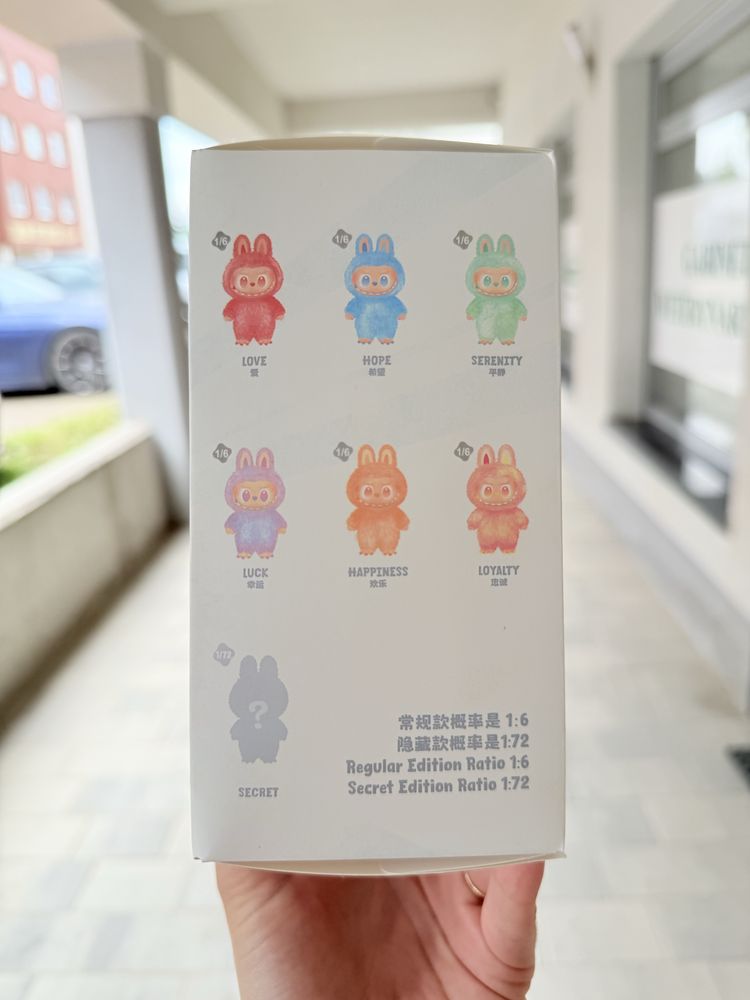 1/6
1/6
1/6
LOVE
HOPE
SERENITY
爱
希望
平静
1/6
1/6
1/6
LUCK
HAPPINESS
LOYALTY
幸运
欢乐
忠诚
1/72
?
SECRET
常规款概率是 1:6
隐藏款概率是1:72
Regular Edition Ratio 1:6
Secret Edition Ratio 1:72